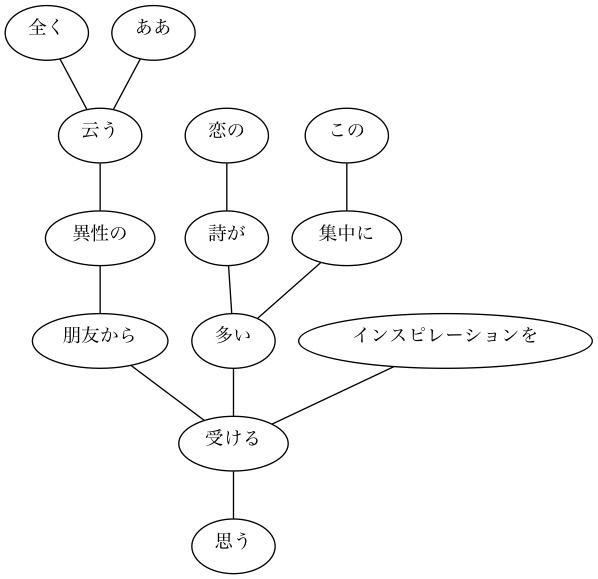 全く
ああ
云う
恋の
この
異性の
詩が
集中に
朋友から
多い
インスピレーションを
受ける
思う